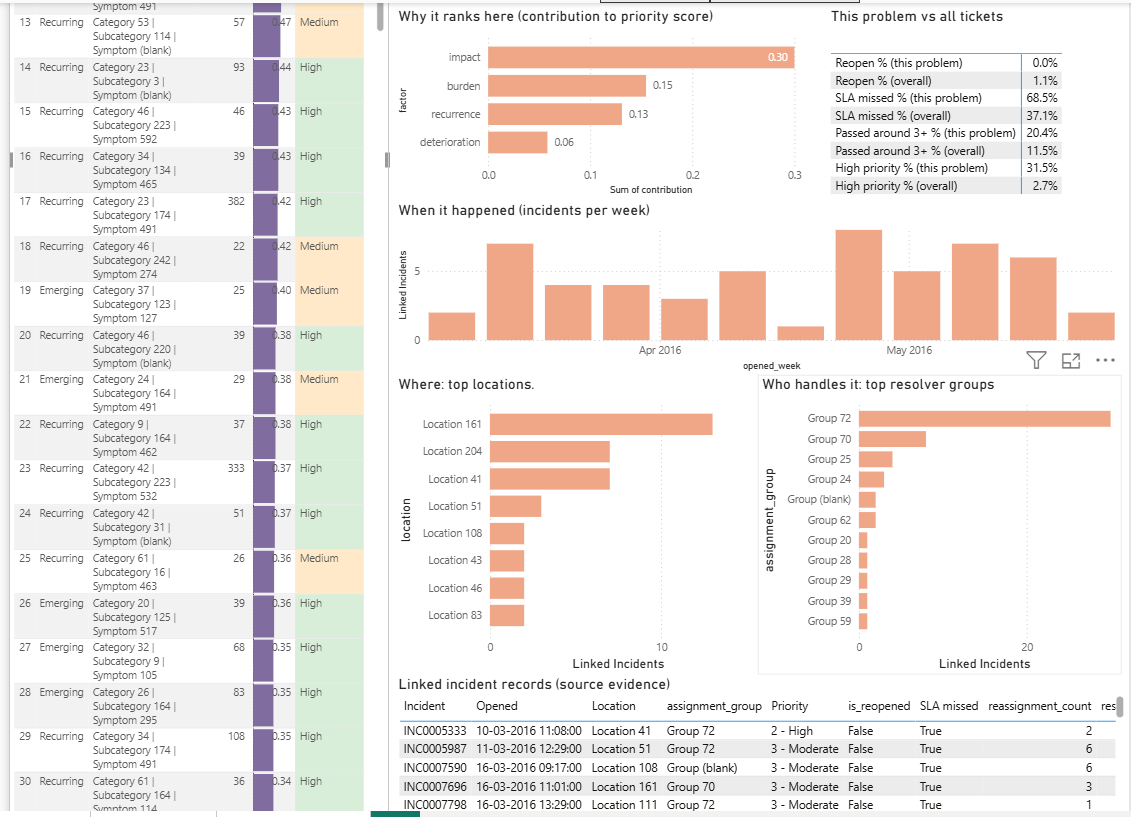 Symptom 491
13 Recurring Category 53 | 57 0.47 Medium
Subcategory 114 |
Symptom (blank)
14 Recurring Category 23 | 93 0.44 High
Subcategory 3 |
Symptom (blank)
15 Recurring Category 46 | 46 0.43 High
Subcategory 223 |
Symptom 592
16 Recurring Category 34 | 39 0.43 High
Subcategory 134 |
Symptom 465
17 Recurring Category 23 | 382 0.42 High
Subcategory 174 |
Symptom 491
18 Recurring Category 46 | 22 0.42 Medium
Subcategory 242 |
Symptom 274
19 Emerging Category 37 | 25 0.40 Medium
Subcategory 123 |
Symptom 127
20 Recurring Category 46 | 39 0.38 High
Subcategory 220 |
Symptom (blank)
21 Emerging Category 24 | 29 0.38 Medium
Subcategory 164 |
Symptom 491
22 Recurring Category 9 | 37 0.38 High
Subcategory 164 |
Symptom 462
23 Recurring Category 42 | 333 0.37 High
Subcategory 223 |
Symptom 532
24 Recurring Category 42 | 51 0.37 High
Subcategory 31 |
Symptom (blank)
25 Recurring Category 61 | 26 0.36 Medium
Subcategory 16 |
Symptom 463
26 Emerging Category 20 | 39 0.36 High
Subcategory 125 |
Symptom 517
27 Emerging Category 32 | 68 0.35 High
Subcategory 9 |
Symptom 105
28 Emerging Category 26 | 83 0.35 High
Subcategory 164 |
Symptom 295
29 Recurring Category 34 | 108 0.35 High
Subcategory 174 |
Symptom 491
30 Recurring Category 61 | 36 0.34 High
Subcategory 164 |
Symptom 114
Why it ranks here (contribution to priority score)
factor
impact 0.30
burden 0.15
recurrence 0.13
deterioration 0.06
0.0 0.1 0.2 0.3
Sum of contribution
This problem vs all tickets
Reopen % (this problem) 0.0%
Reopen % (overall) 1.1%
SLA missed % (this problem) 68.5%
SLA missed % (overall) 37.1%
Passed around 3+ % (this problem) 20.4%
Passed around 3+ % (overall) 11.5%
High priority % (this problem) 31.5%
High priority % (overall) 2.7%
When it happened (incidents per week)
Linked Incidents
5
0
Apr 2016 May 2016
opened_week
Where: top locations.
location
Location 161
Location 204
Location 41
Location 51
Location 108
Location 43
Location 46
Location 83
0 10
Linked Incidents
Who handles it: top resolver groups
assignment_group
Group 72
Group 70
Group 25
Group 24
Group (blank)
Group 62
Group 20
Group 28
Group 29
Group 39
Group 59
0 20
Linked Incidents
Linked incident records (source evidence)
Incident Opened Location assignment_group Priority is_reopened SLA missed reassignment_count res
INC0005333 10-03-2016 11:08:00 Location 41 Group 72 2 - High False True 2
INC0005987 11-03-2016 12:29:00 Location 51 Group 72 3 - Moderate False True 6
INC0007590 16-03-2016 09:17:00 Location 108 Group (blank) 3 - Moderate False True 6
INC0007696 16-03-2016 11:01:00 Location 161 Group 70 3 - Moderate False True 3
INC0007798 16-03-2016 13:29:00 Location 111 Group 72 3 - Moderate False True 1